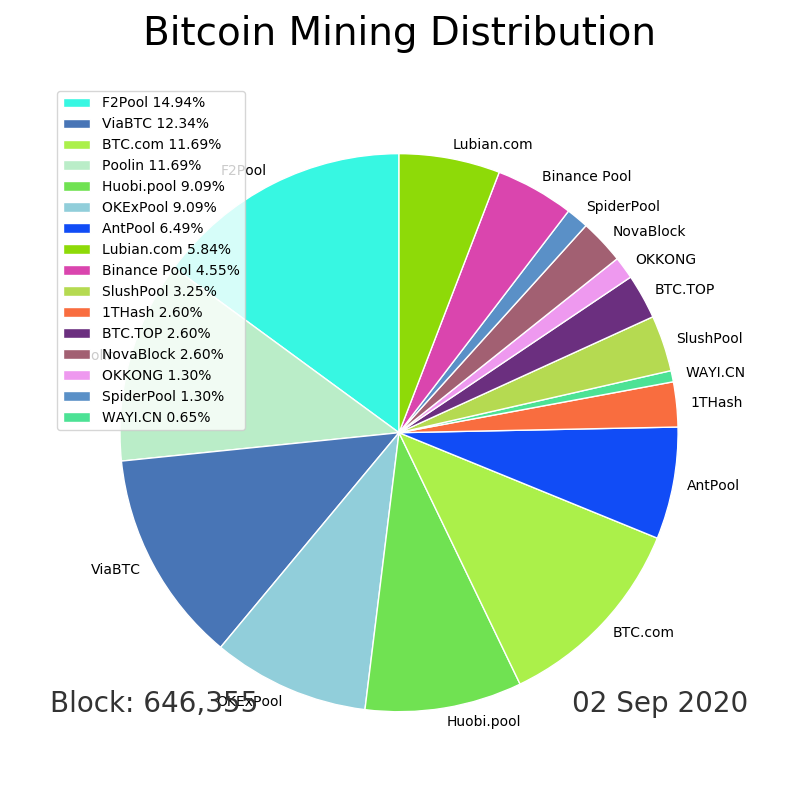 Bitcoin Mining Distribution
F2Pool 14.94%
ViaBTC 12.34%
BTC.com 11.69%
Poolin 11.69%
Huobi.pool 9.09%
OKExPool 9.09%
AntPool 6.49%
Lubian.com 5.84%
Binance Pool 4.55%
SlushPool 3.25%
1THash 2.60%
BTC.TOP 2.60%
NovaBlock 2.60%
OKKONG 1.30%
SpiderPool 1.30%
WAYI.CN 0.65%
F2Pool
Lubian.com
Binance Pool
SpiderPool
NovaBlock
OKKONG
BTC.TOP
SlushPool
WAYI.CN
1THash
AntPool
BTC.com
Huobi.pool
OKExPool
ViaBTC
Block: 646,355
02 Sep 2020